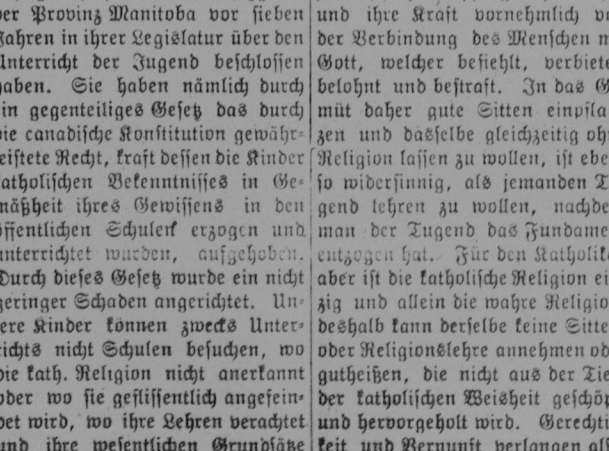 der Provinz Manitoba vor sieben
Jahren in ihrer Legislatur über den
Unterricht der Jugend beschlossen
haben. Sie haben nämlich durch
ein gegenteiliges Gesetz das durch
die canadische Konstitution gewähr-
leistete Recht, kraft dessen die Kinder
katholischen Bekenntnisses in Ge-
mäßheit ihres Gewissens in den
öffentlichen Schulen erzogen und
unterrichtet wurden, aufgehoben.
Durch dieses Gesetz wurde ein nicht
geringer Schaden angerichtet. Un-
sere Kinder können zwecks Unter-
richts nicht Schulen besuchen, wo
die kath. Religion nicht anerkannt
oder wo sie geflissentlich angefein-
det wird, wo ihre Lehren verachtet
und ihre wesentlichen Grundsätze
und ihre Kraft vornehmlich v
der Verbindung des Menschen m
Gott, welcher befiehlt, verbiete
belohnt und bestraft. In das G
müt daher gute Sitten einpfla
zen und dasselbe gleichzeitig oh
Religion lassen zu wollen, ist ebe
so widersinnig, als jemanden T
gend lehren zu wollen, nachde
man der Tugend das Fundame
entzogen hat. Für den Katholik
aber ist die katholische Religion ei
zig und allein die wahre Religio
deshalb kann derselbe keine Sitte
oder Religionslehre annehmen od
gutheißen, die nicht aus der Tie
der katholischen Weisheit geschöp
und hervorgeholt wird. Gerechti
keit und Vernunft verlangen als